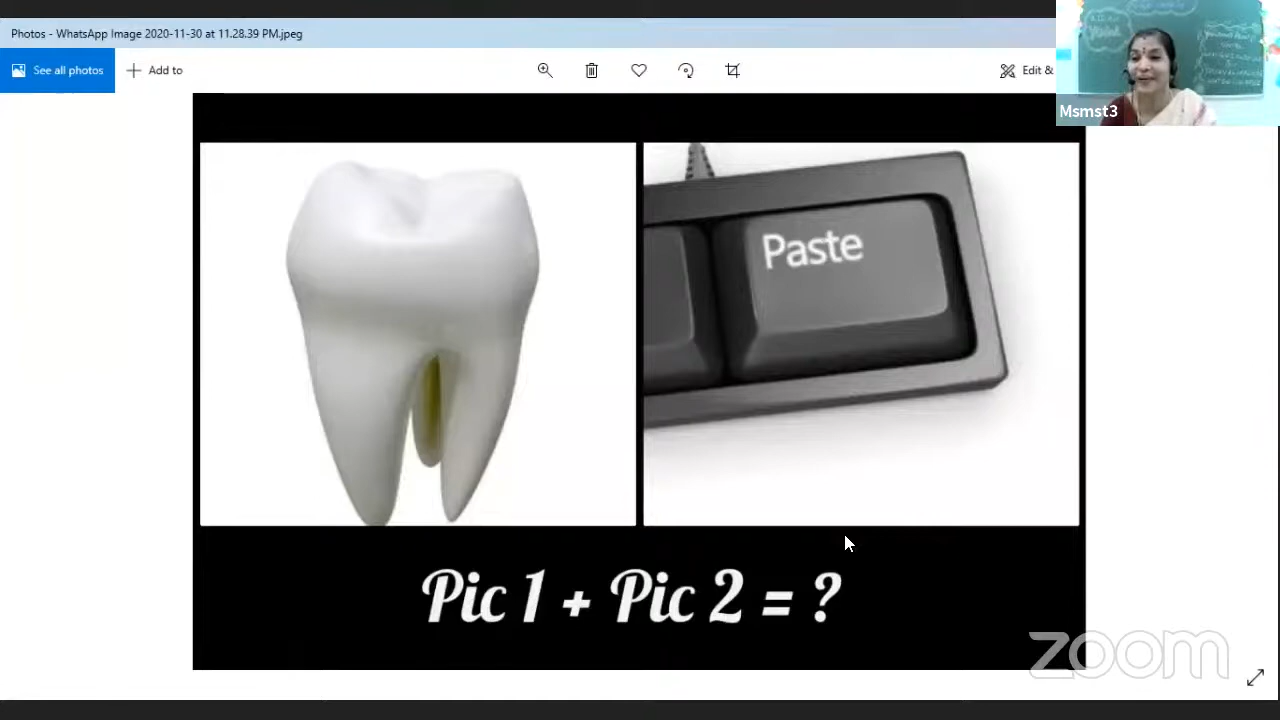 Photos - WhatsApp Image 2020-11-30 at 11.28.39 PM.jpeg
See all photos
Add to
Edit &
Msmst3
Paste
Pic 1 + Pic 2 = ?
zoom